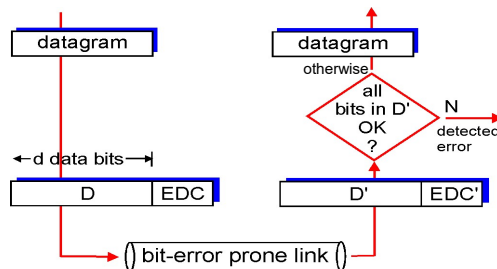 datagram
d data bits
D EDC
bit-error prone link
datagram
otherwise
all
bits in D'
OK
?
N
detected
error
D' EDC'